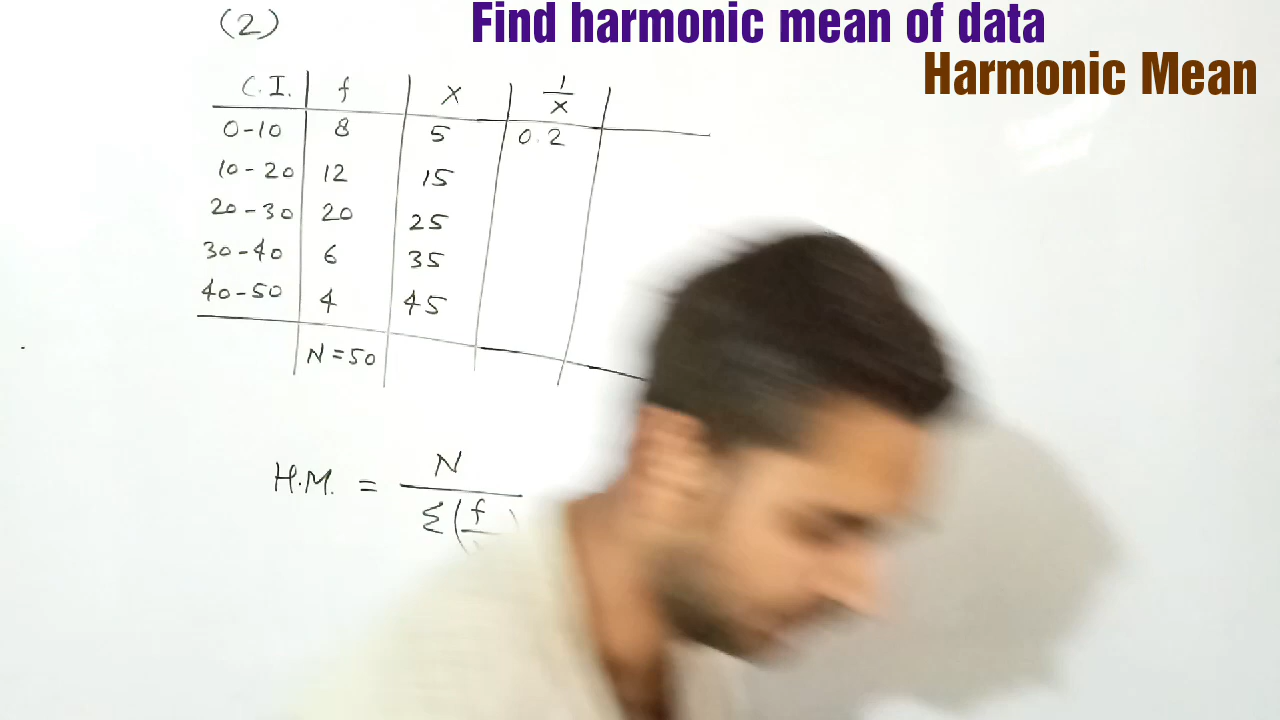 Find harmonic mean of data
Harmonic Mean
(2)
C.I. f X 1/x
0-10 8 5 0.2
10-20 12 15
20-30 20 25
30-40 6 35
40-50 4 45
N=50
H.M. = N
Σ(f